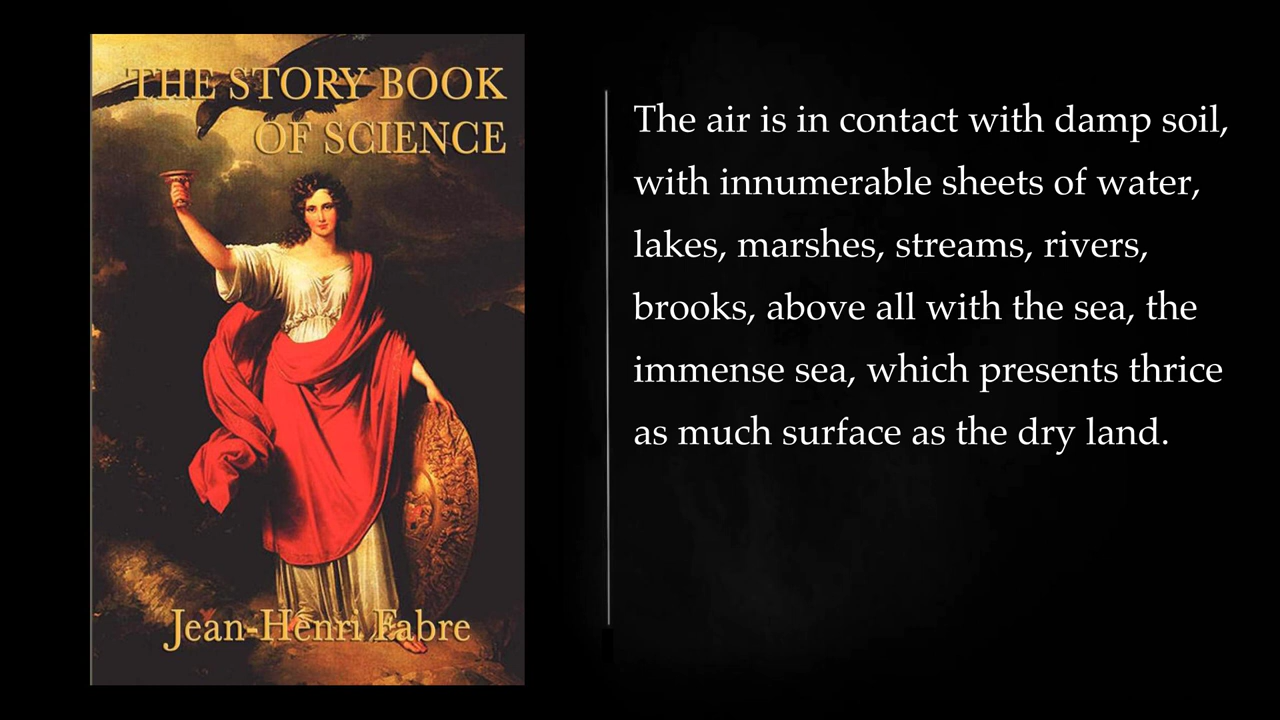 THE STORY BOOK
OF SCIENCE
Jean-Henri Fabre
The air is in contact with damp soil,
with innumerable sheets of water,
lakes, marshes, streams, rivers,
brooks, above all with the sea, the
immense sea, which presents thrice
as much surface as the dry land.